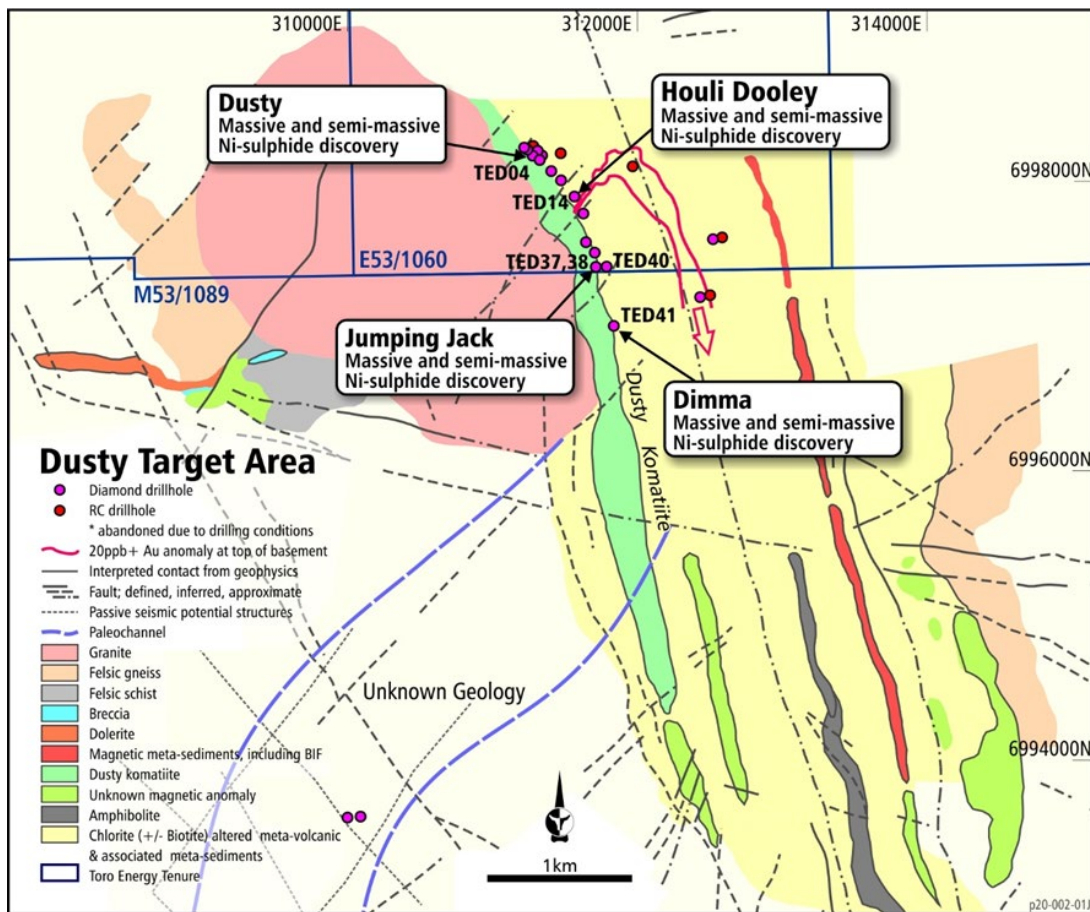 310000E
312000E
314000E
Dusty
Massive and semi-massive
Ni-sulphide discovery
Houli Dooley
Massive and semi-massive
Ni-sulphide discovery
TED04
6998000N
TED14
E53/1060
TED37,38
TED40
M53/1089
TED41
Jumping Jack
Massive and semi-massive
Ni-sulphide discovery
Dusty Komatiite
Dimma
Massive and semi-massive
Ni-sulphide discovery
6996000N
Dusty Target Area
Diamond drillhole
RC drillhole
* abandoned due to drilling conditions
20ppb+ Au anomaly at top of basement
Interpreted contact from geophysics
Fault; defined, inferred, approximate
Passive seismic potential structures
Paleochannel
Granite
Felsic gneiss
Felsic schist
Breccia
Dolerite
Magnetic meta-sediments, including BIF
Dusty komatiite
Unknown magnetic anomaly
Amphibolite
Chlorite (+/- Biotite) altered meta-volcanic
& associated meta-sediments
Toro Energy Tenure
Unknown Geology
6994000N
1km